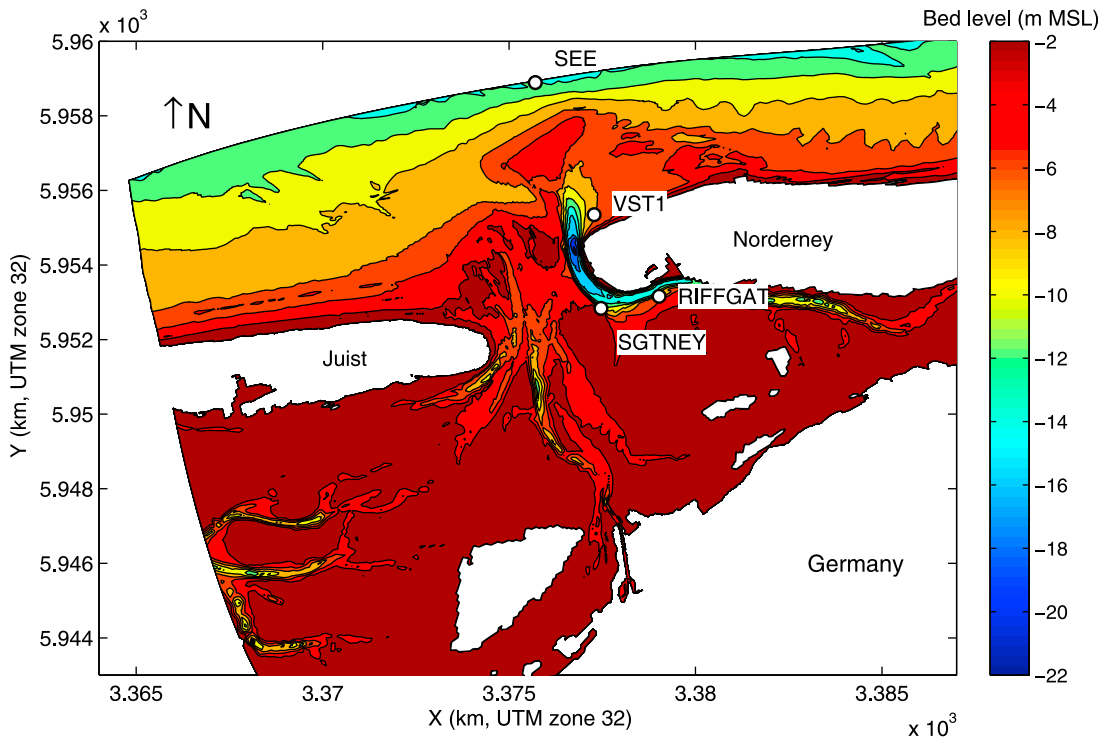 x 10³
Bed level (m MSL)
5.96
5.958
5.956
5.954
5.952
5.95
5.948
5.946
5.944
Y (km, UTM zone 32)
↑N
SEE
VST1
Norderney
RIFFGAT
SGTNEY
Juist
Germany
−2
−4
−6
−8
−10
−12
−14
−16
−18
−20
−22
3.365
3.37
3.375
3.38
3.385
X (km, UTM zone 32)
x 10³